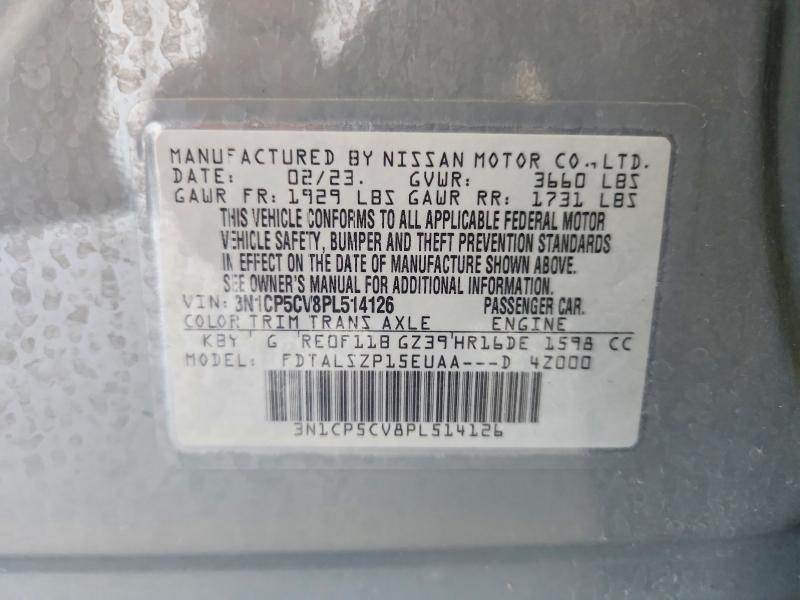 MANUFACTURED BY NISSAN MOTOR CO., LTD.
DATE: 02/23. GVWR: 3660 LBS
GAWR FR: 1929 LBS GAWR RR: 1731 LBS
THIS VEHICLE CONFORMS TO ALL APPLICABLE FEDERAL MOTOR
VEHICLE SAFETY, BUMPER AND THEFT PREVENTION STANDARDS
IN EFFECT ON THE DATE OF MANUFACTURE SHOWN ABOVE.
SEE OWNER'S MANUAL FOR ADDITIONAL INFORMATION.
VIN: 3N1CP5CV8PL514126 PASSENGER CAR.
COLOR TRIM TRANS AXLE ENGINE
KBY G RE0F11B GZ39 HR16DE 1598 CC
MODEL: FDTALSZP15EUAA---D 4Z000
3N1CP5CV8PL514126